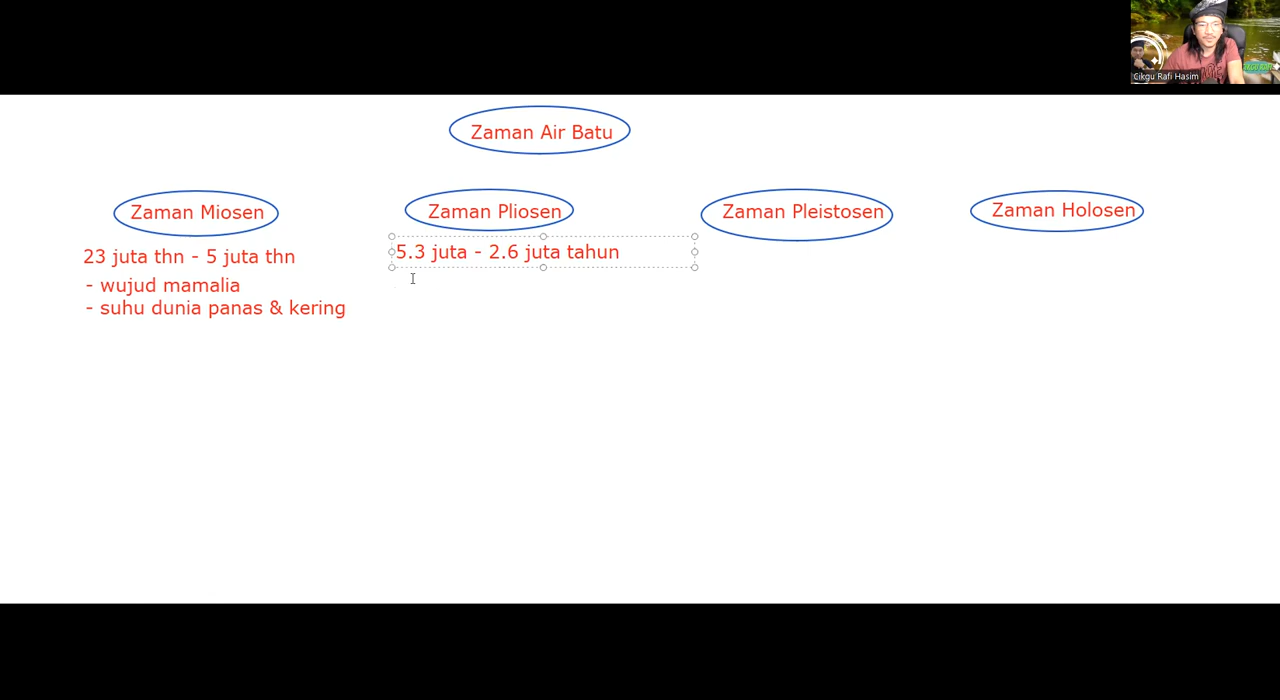 Cikgu Rafi Hasim
Zaman Air Batu
Zaman Miosen
23 juta thn - 5 juta thn
- wujud mamalia
- suhu dunia panas & kering
Zaman Pliosen
5.3 juta - 2.6 juta tahun
Zaman Pleistosen
Zaman Holosen